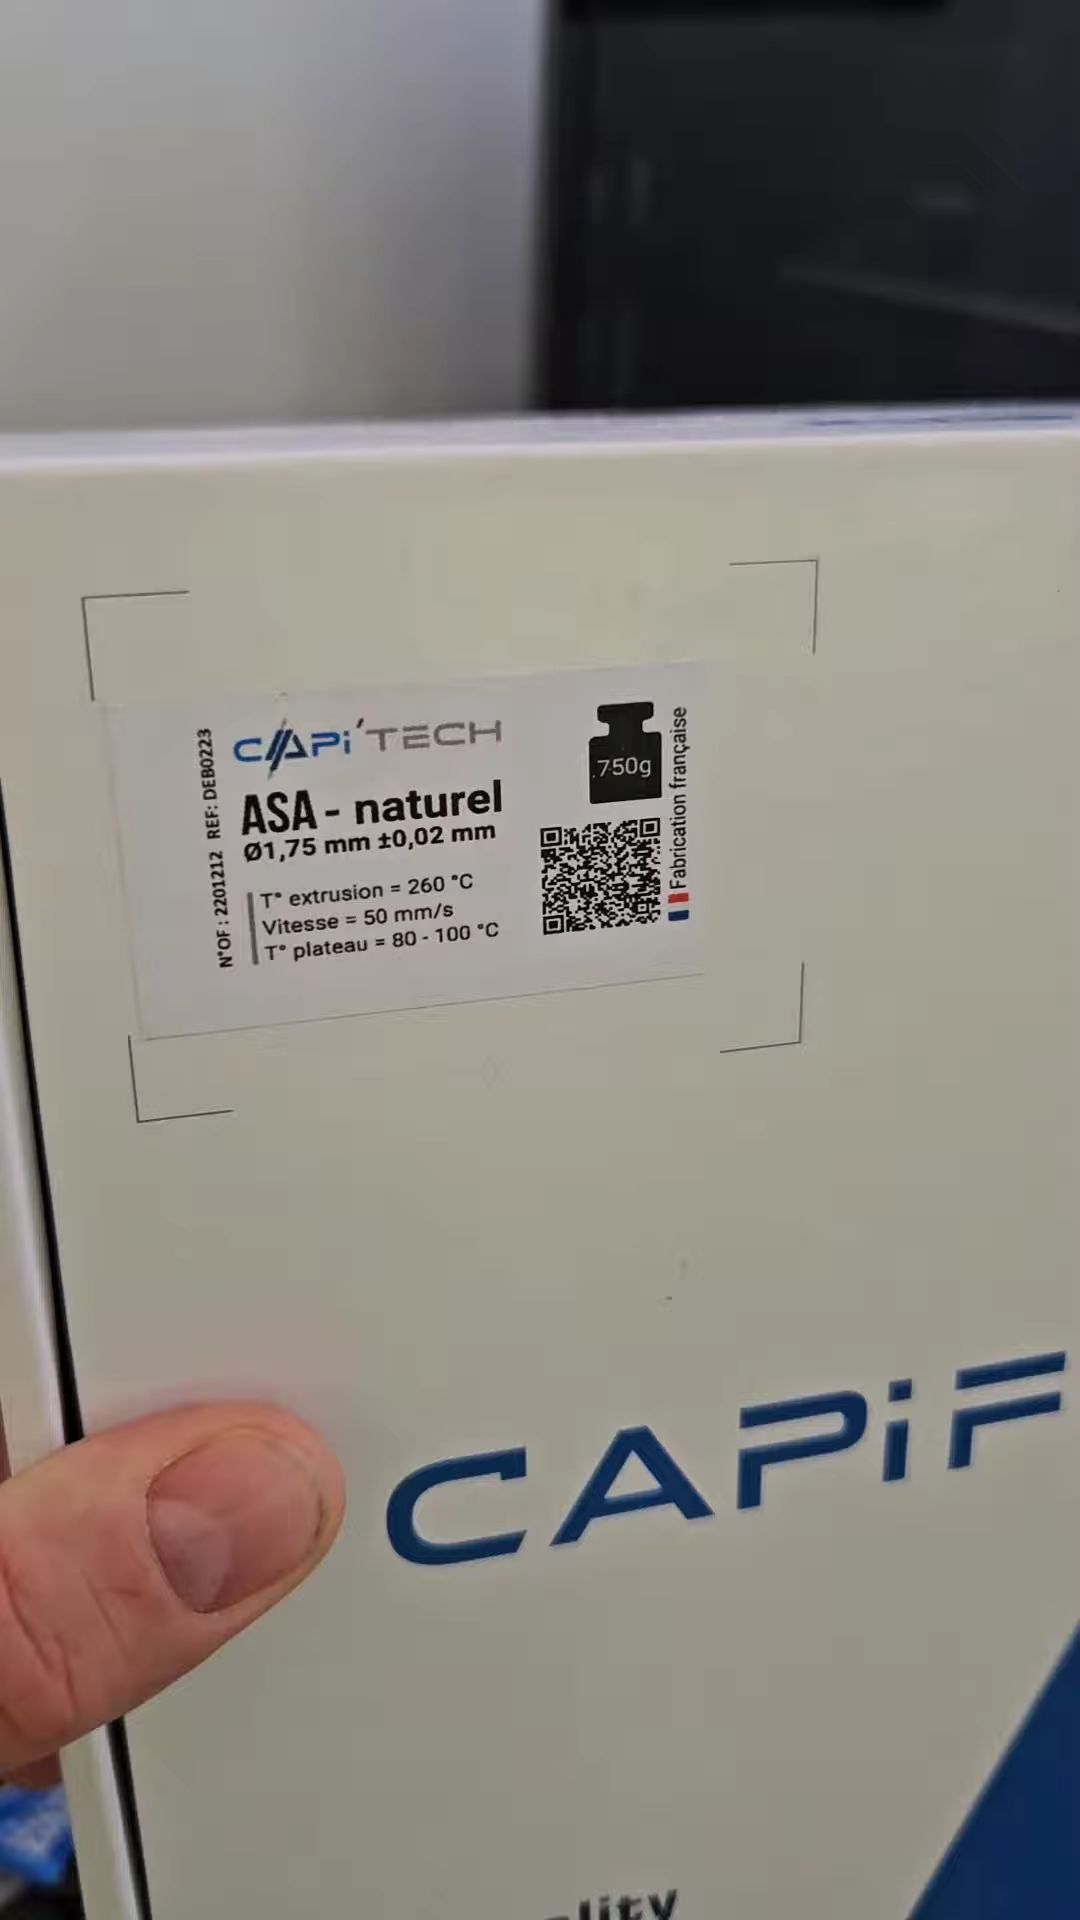 CAPi'TECH
ASA - naturel
Ø1,75 mm ±0,02 mm
T° extrusion = 260 °C
Vitesse = 50 mm/s
T° plateau = 80 - 100 °C
N°OF : 2201212 REF: DEB0223
750g
Fabrication française
CAPiF